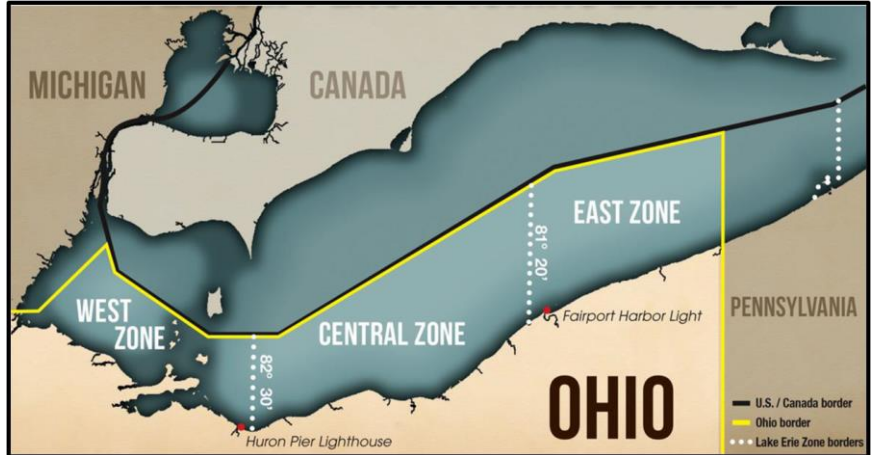 MICHIGAN
CANADA
WEST
ZONE
CENTRAL ZONE
EAST ZONE
82° 30'
81° 20'
Huron Pier Lighthouse
Fairport Harbor Light
PENNSYLVANIA
OHIO
U.S. / Canada border
Ohio border
Lake Erie Zone borders